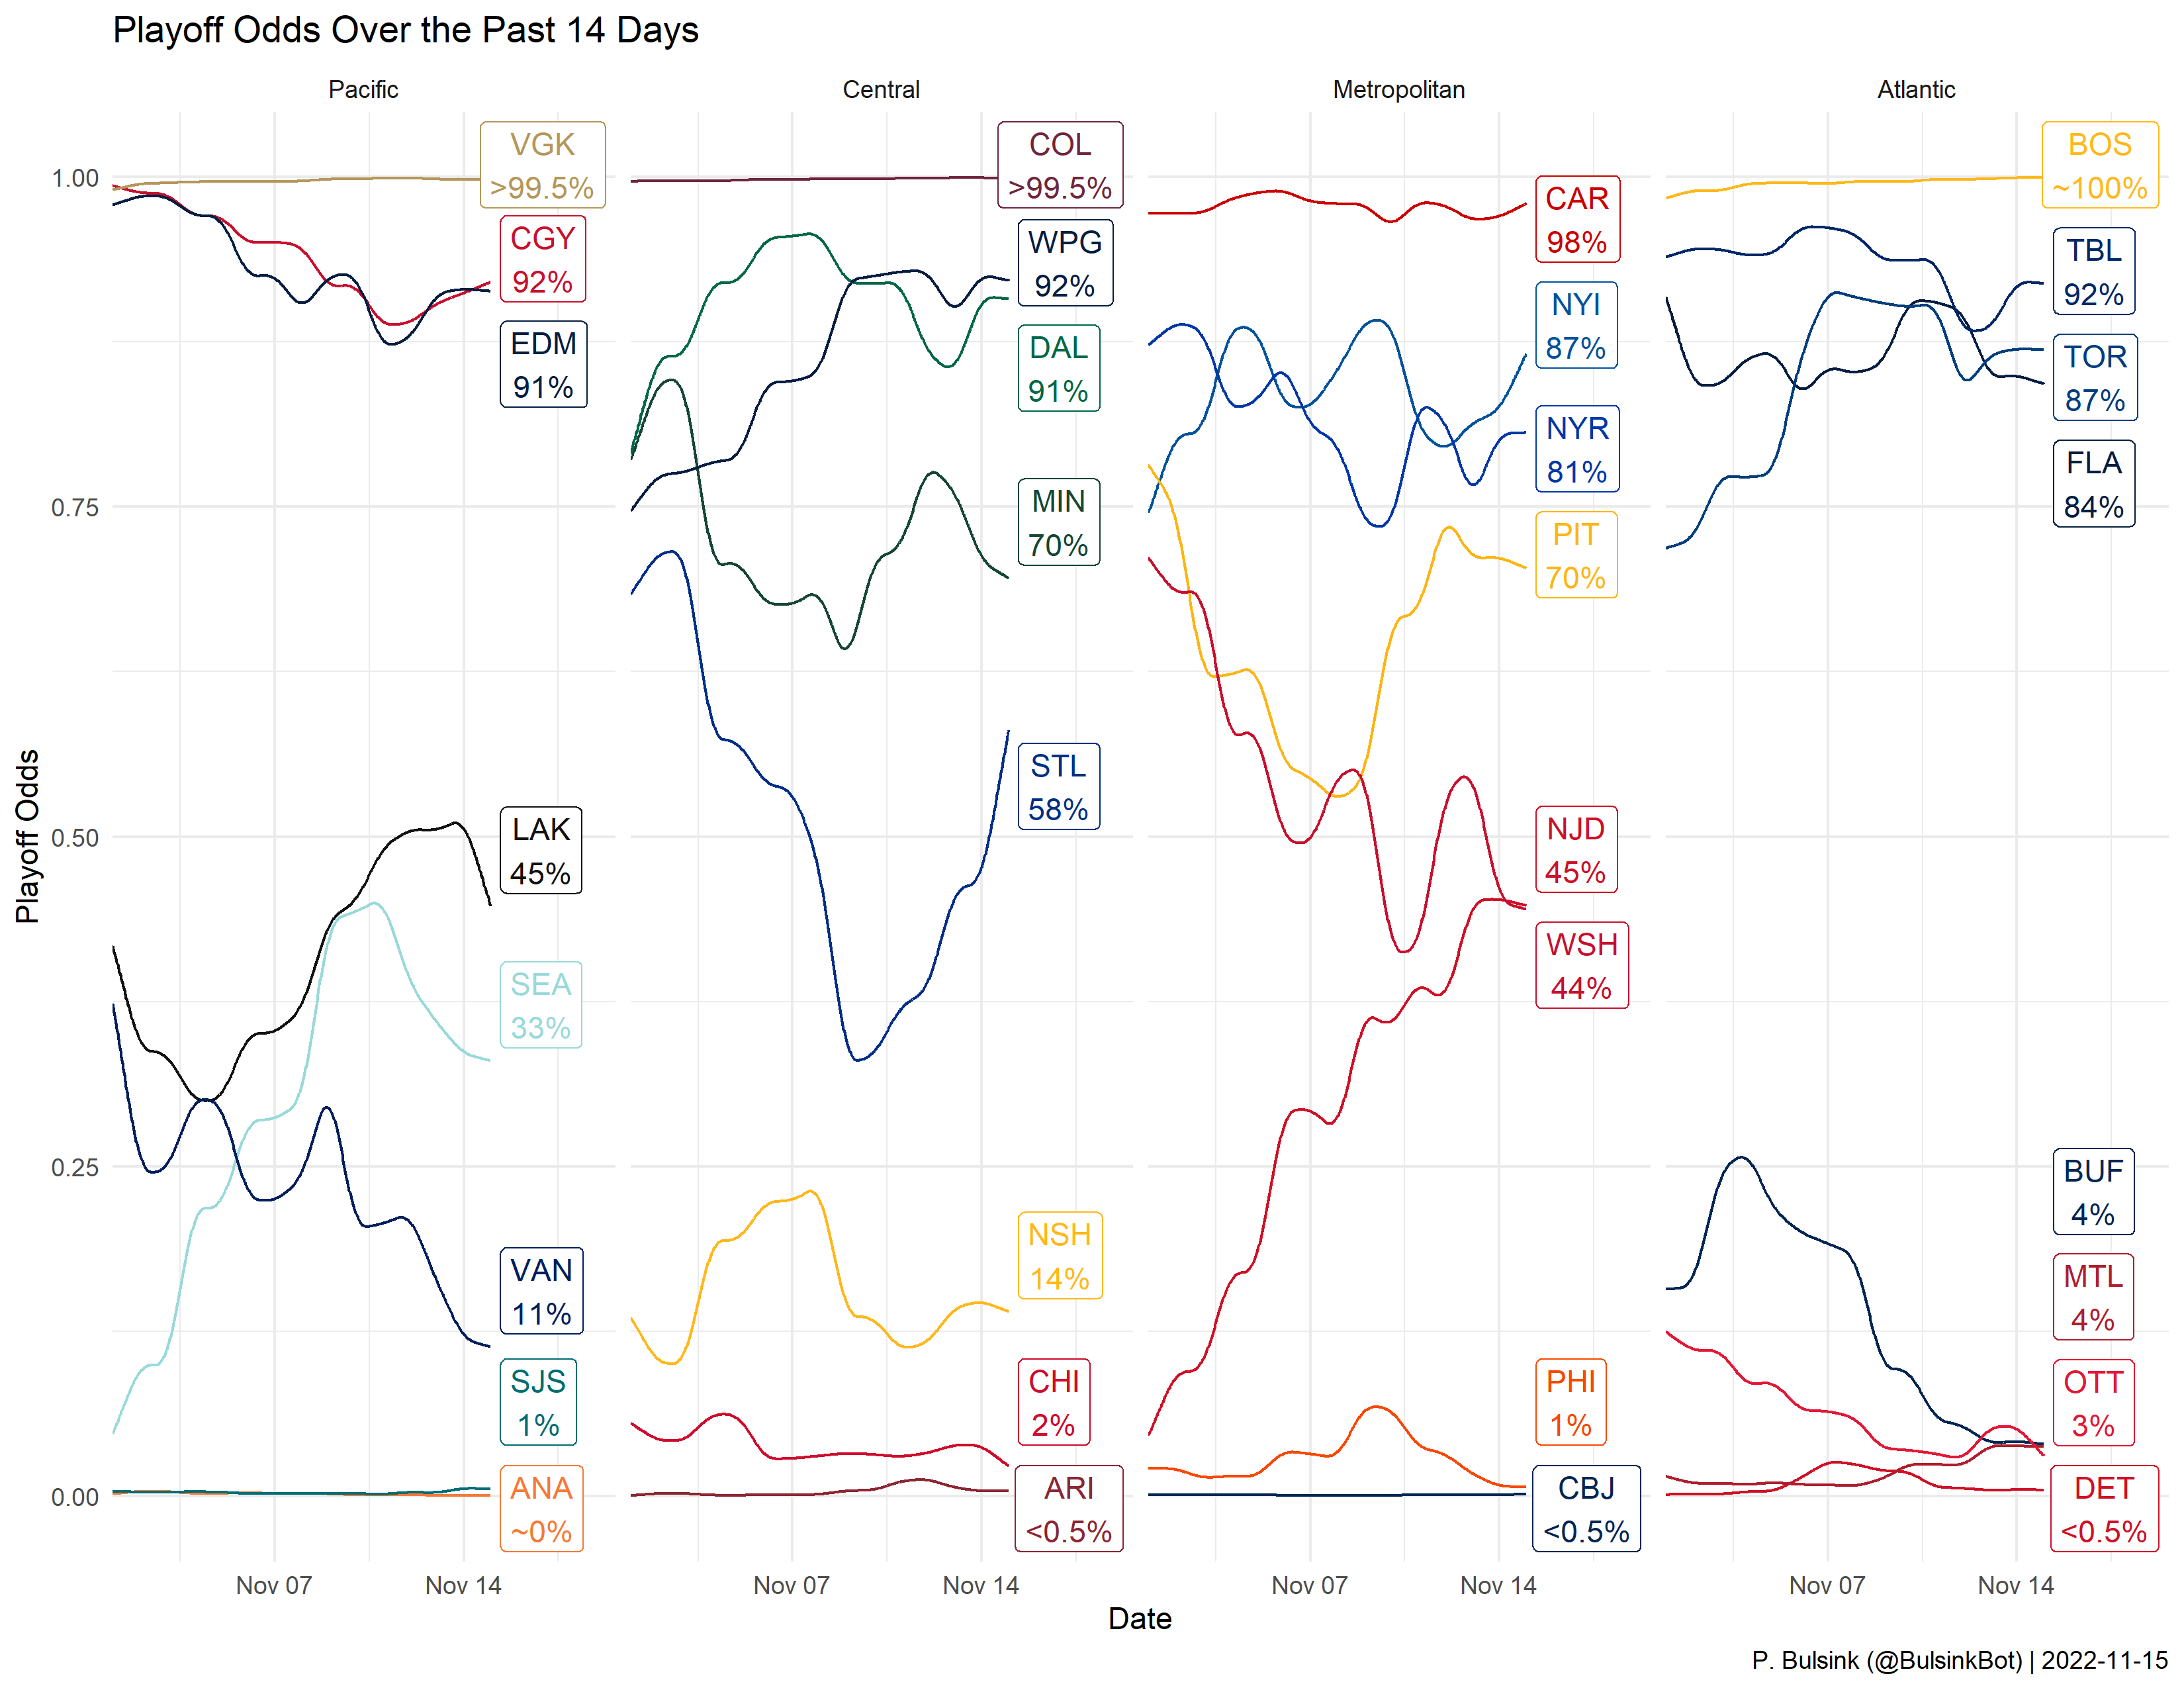 Playoff Odds Over the Past 14 Days
Pacific
Central
Metropolitan
Atlantic
Playoff Odds
1.00
0.75
0.50
0.25
0.00
VGK
>99.5%
CGY
92%
EDM
91%
LAK
45%
SEA
33%
VAN
11%
SJS
1%
ANA
~0%
COL
>99.5%
WPG
92%
DAL
91%
MIN
70%
STL
58%
NSH
14%
CHI
2%
ARI
<0.5%
CAR
98%
NYI
87%
NYR
81%
PIT
70%
NJD
45%
WSH
44%
PHI
1%
CBJ
<0.5%
BOS
~100%
TBL
92%
TOR
87%
FLA
84%
BUF
4%
MTL
4%
OTT
3%
DET
<0.5%
Nov 07
Nov 14
Nov 07
Nov 14
Nov 07
Nov 14
Nov 07
Nov 14
Date
P. Bulsink (@BulsinkBot) | 2022-11-15